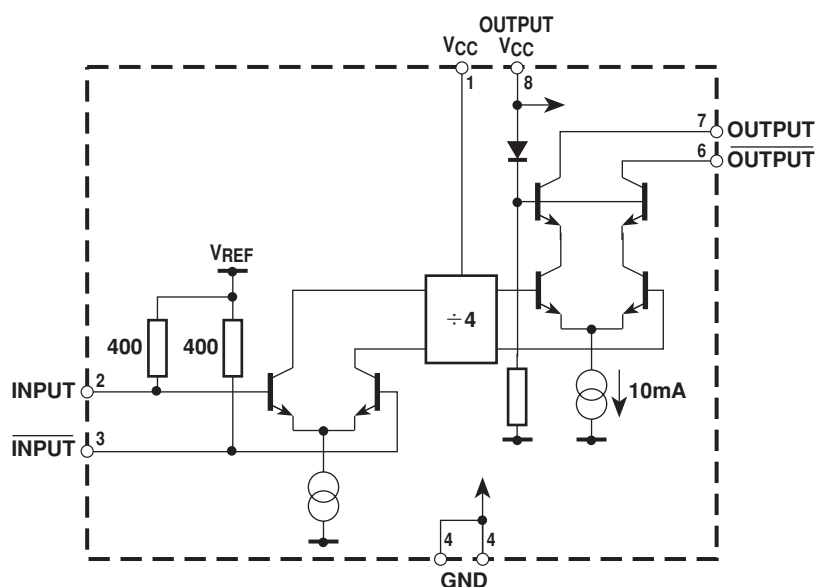 OUTPUT
VCC VCC
1 8
7 OUTPUT
6 OUTPUT
VREF
÷4
400 400
INPUT 2
10mA
INPUT 3
4 4
GND